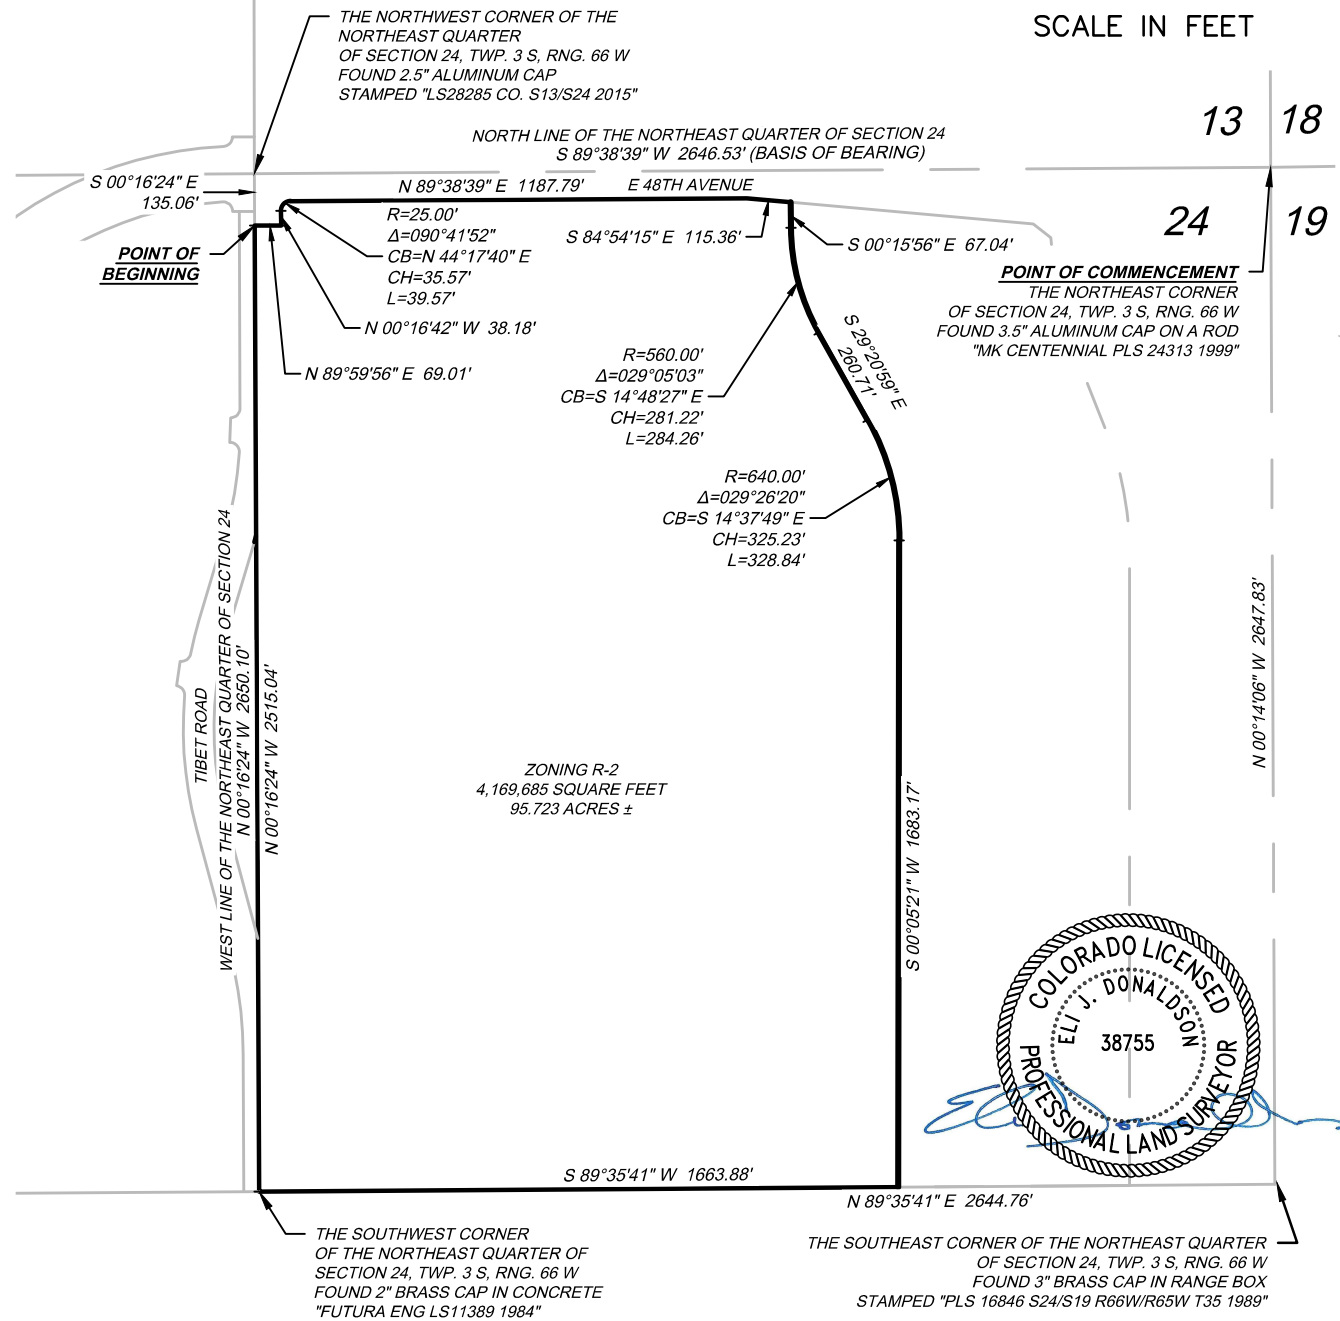 THE NORTHWEST CORNER OF THE
NORTHEAST QUARTER
OF SECTION 24, TWP. 3 S, RNG. 66 W
FOUND 2.5" ALUMINUM CAP
STAMPED "LS28285 CO. S13/S24 2015"
SCALE IN FEET
13 18
24 19
NORTH LINE OF THE NORTHEAST QUARTER OF SECTION 24
S 89°38'39" W 2646.53' (BASIS OF BEARING)
S 00°16'24" E
135.06'
N 89°38'39" E 1187.79'
E 48TH AVENUE
R=25.00'
Δ=090°41'52"
CB=N 44°17'40" E
CH=35.57'
L=39.57'
S 84°54'15" E 115.36'
S 00°15'56" E 67.04'
POINT OF
BEGINNING
POINT OF COMMENCEMENT
THE NORTHEAST CORNER
OF SECTION 24, TWP. 3 S, RNG. 66 W
FOUND 3.5" ALUMINUM CAP ON A ROD
"MK CENTENNIAL PLS 24313 1999"
N 00°16'42" W 38.18'
N 89°59'56" E 69.01'
S 29°20'59" E
260.71'
R=560.00'
Δ=029°05'03"
CB=S 14°48'27" E
CH=281.22'
L=284.26'
R=640.00'
Δ=029°26'20"
CB=S 14°37'49" E
CH=325.23'
L=328.84'
TIBET ROAD
WEST LINE OF THE NORTHEAST QUARTER OF SECTION 24
N 00°16'24" W 2650.10'
N 00°16'24" W 2515.04'
ZONING R-2
4,169,685 SQUARE FEET
95.723 ACRES ±
S 00°05'21" W 1683.17'
N 00°14'06" W 2647.83'
COLORADO LICENSED
ELI J. DONALDSON
38755
PROFESSIONAL LAND SURVEYOR
S 89°35'41" W 1663.88'
N 89°35'41" E 2644.76'
THE SOUTHWEST CORNER
OF THE NORTHEAST QUARTER OF
SECTION 24, TWP. 3 S, RNG. 66 W
FOUND 2" BRASS CAP IN CONCRETE
"FUTURA ENG LS11389 1984"
THE SOUTHEAST CORNER OF THE NORTHEAST QUARTER
OF SECTION 24, TWP. 3 S, RNG. 66 W
FOUND 3" BRASS CAP IN RANGE BOX
STAMPED "PLS 16846 S24/S19 R66W/R65W T35 1989"